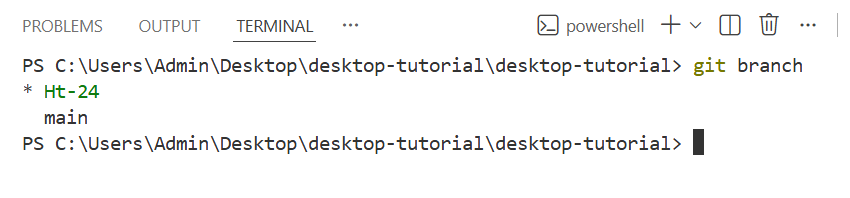 PROBLEMS OUTPUT TERMINAL ··· powershell ···
PS C:\Users\Admin\Desktop\desktop-tutorial\desktop-tutorial> git branch
* Ht-24
  main
PS C:\Users\Admin\Desktop\desktop-tutorial\desktop-tutorial>